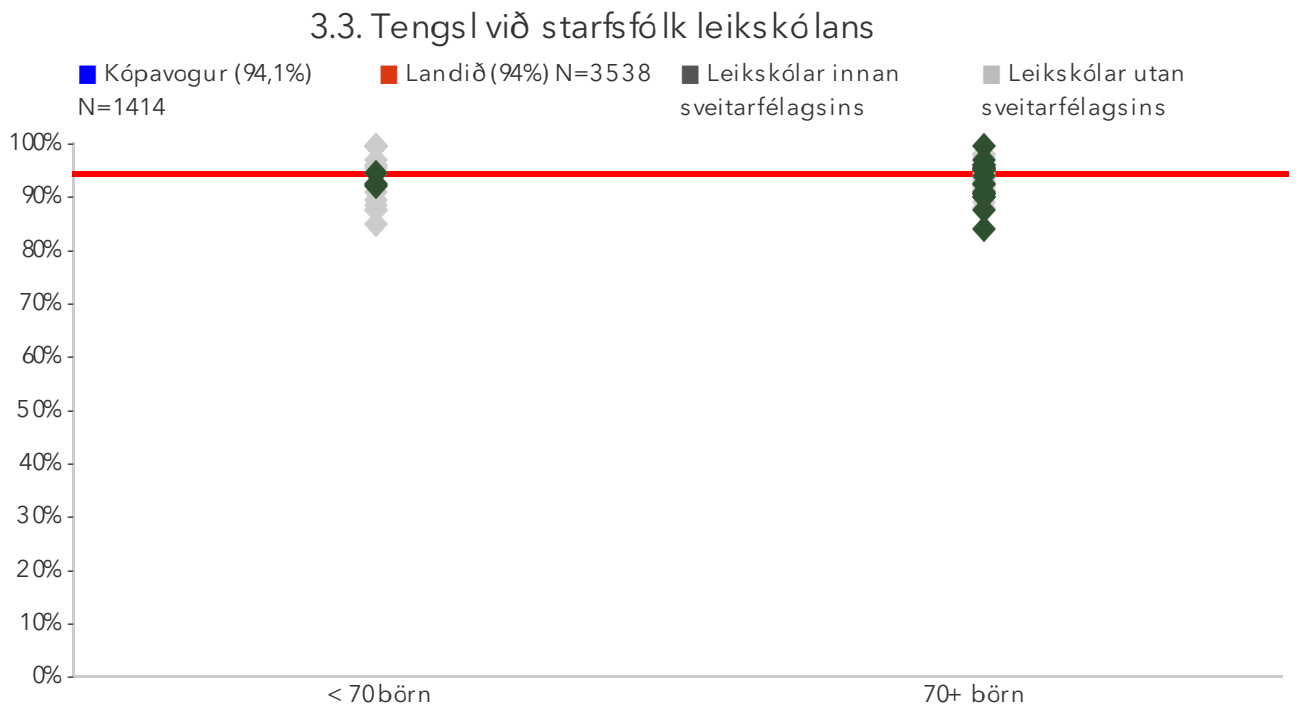 3.3. Tengsl við starfsfólk leikskólans
Kópavogur (94,1%) N=1414
Landið (94%) N=3538
Leikskólar innan sveitarfélagsins
Leikskólar utan sveitarfélagsins
100%
90%
80%
70%
60%
50%
40%
30%
20%
10%
0%
< 70 börn
70+ börn